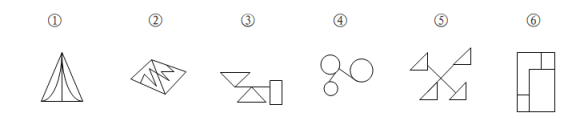 ① ② ③ ④ ⑤ ⑥